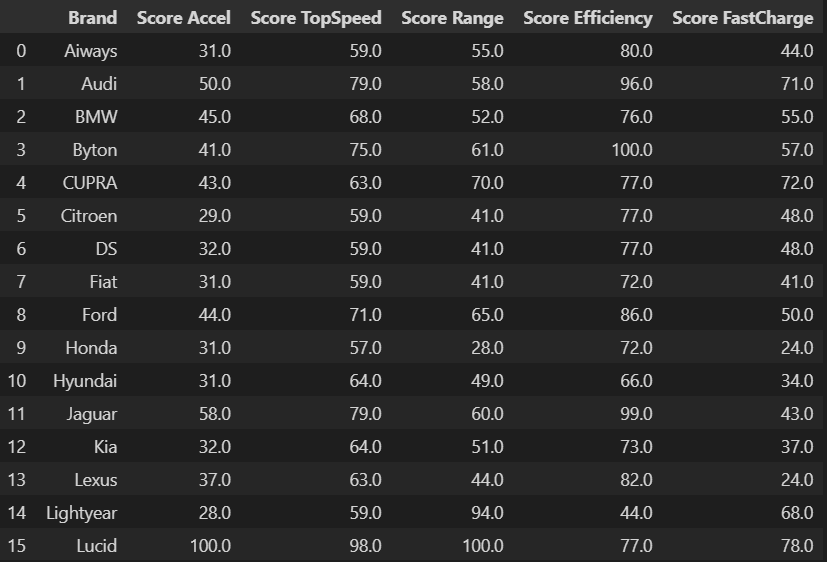 Brand Score Accel Score TopSpeed Score Range Score Efficiency Score FastCharge
0 Aiways 31.0 59.0 55.0 80.0 44.0
1 Audi 50.0 79.0 58.0 96.0 71.0
2 BMW 45.0 68.0 52.0 76.0 55.0
3 Byton 41.0 75.0 61.0 100.0 57.0
4 CUPRA 43.0 63.0 70.0 77.0 72.0
5 Citroen 29.0 59.0 41.0 77.0 48.0
6 DS 32.0 59.0 41.0 77.0 48.0
7 Fiat 31.0 59.0 41.0 72.0 41.0
8 Ford 44.0 71.0 65.0 86.0 50.0
9 Honda 31.0 57.0 28.0 72.0 24.0
10 Hyundai 31.0 64.0 49.0 66.0 34.0
11 Jaguar 58.0 79.0 60.0 99.0 43.0
12 Kia 32.0 64.0 51.0 73.0 37.0
13 Lexus 37.0 63.0 44.0 82.0 24.0
14 Lightyear 28.0 59.0 94.0 44.0 68.0
15 Lucid 100.0 98.0 100.0 77.0 78.0